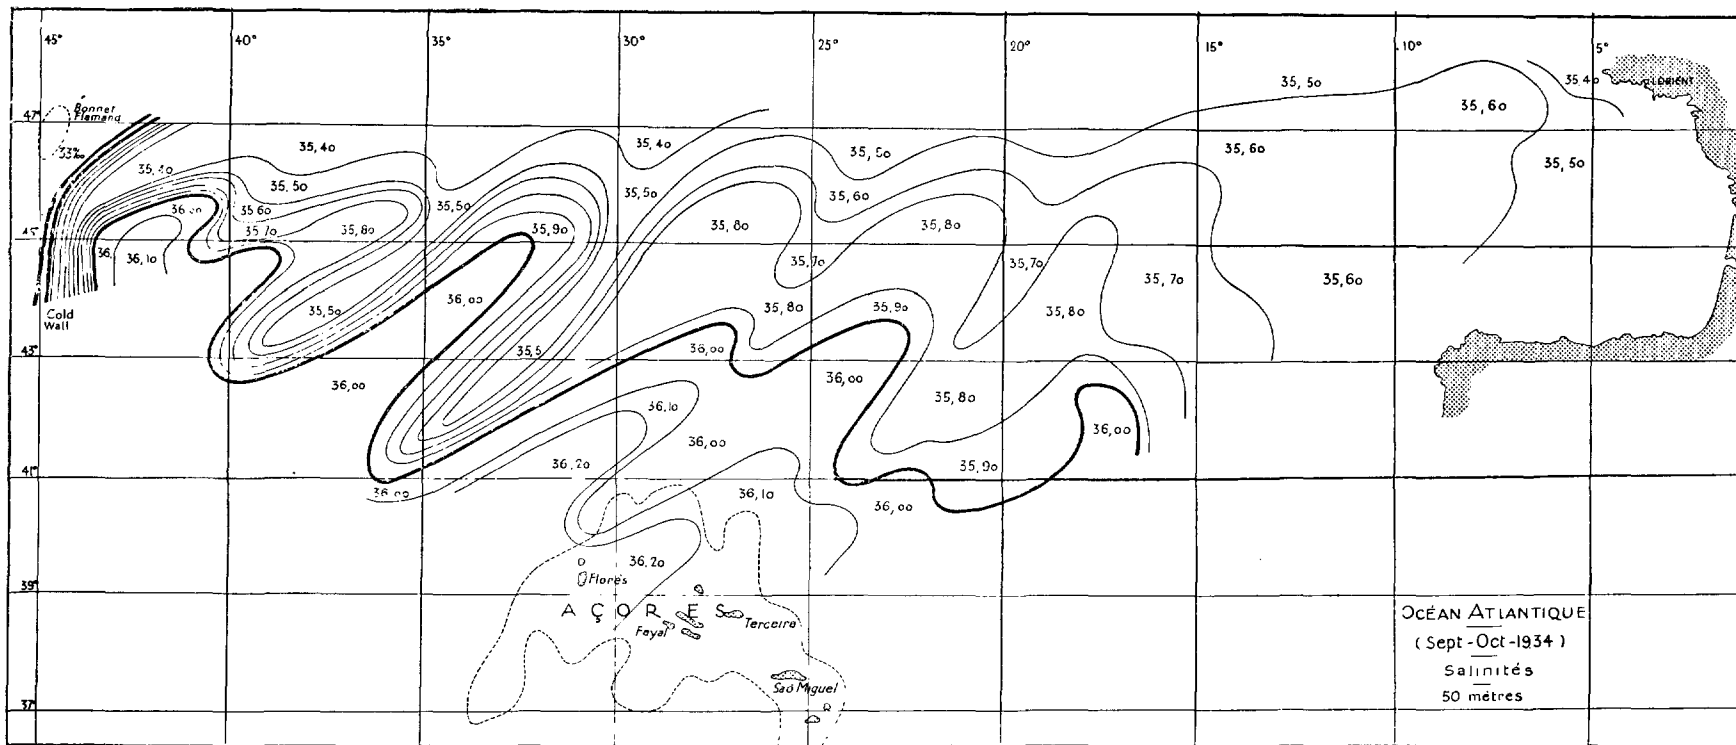 45° 40° 35° 30° 25° 20° 15° 10° 5°
LORIENT
35,40
35,50
35,60
Bonnet
Flamand
47°
33‰
35,40 35,40 35,50 35,60 35,50
35,40 35,50 35,50 35,60
36,00 35,60 35,50
35,70 35,80 35,90 35,80 35,80
45°
36,10 35,70 35,70 35,70 35,60
36,00
Cold
Wall
35,50 35,80 35,90 35,80
43°
35,5 36,00
36,00 36,00 35,80
36,10 36,00 36,00
41°
36,20 35,90
36,00 36,10 36,00
36,20
39°
Flores
AÇORES
Fayal Terceira
Saõ Miguel
37°
OCÉAN ATLANTIQUE
(Sept-Oct-1934)
Salinités
50 mètres